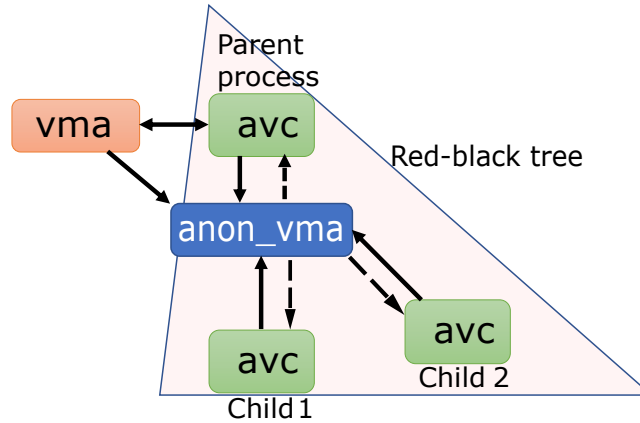 Parent
process
vma
avc
Red-black tree
anon_vma
avc
Child 1
avc
Child 2